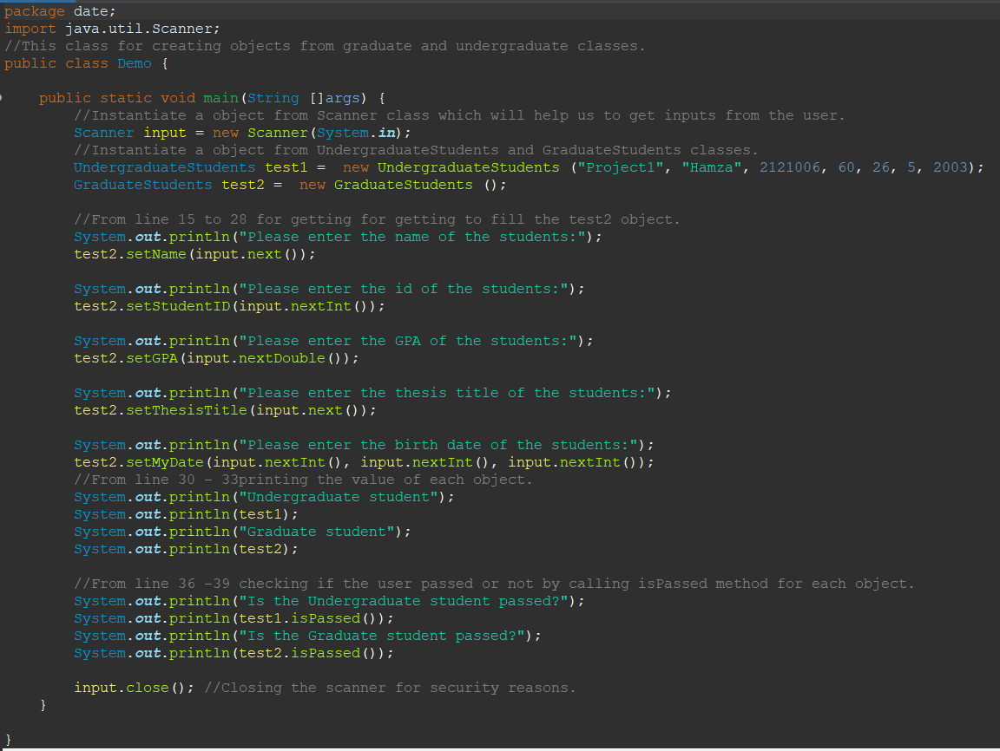 package date;
import java.util.Scanner;
//This class for creating objects from graduate and undergraduate classes.
public class Demo {
public static void main(String []args) {
//Instantiate a object from Scanner class which will help us to get inputs from the user.
Scanner input = new Scanner(System.in);
//Instantiate a object from UndergraduateStudents and GraduateStudents classes.
UndergraduateStudents test1 =  new UndergraduateStudents ("Project1", "Hamza", 2121006, 60, 26, 5, 2003);
GraduateStudents test2 =  new GraduateStudents ();
//From line 15 to 28 for getting for getting to fill the test2 object.
System.out.println("Please enter the name of the students:");
test2.setName(input.next());
System.out.println("Please enter the id of the students:");
test2.setStudentID(input.nextInt());
System.out.println("Please enter the GPA of the students:");
test2.setGPA(input.nextDouble());
System.out.println("Please enter the thesis title of the students:");
test2.setThesisTitle(input.next());
System.out.println("Please enter the birth date of the students:");
test2.setMyDate(input.nextInt(), input.nextInt(), input.nextInt());
//From line 30 - 33printing the value of each object.
System.out.println("Undergraduate student");
System.out.println(test1);
System.out.println("Graduate student");
System.out.println(test2);
//From line 36 -39 checking if the user passed or not by calling isPassed method for each object.
System.out.println("Is the Undergraduate student passed?");
System.out.println(test1.isPassed());
System.out.println("Is the Graduate student passed?");
System.out.println(test2.isPassed());
input.close(); //Closing the scanner for security reasons.
}
}